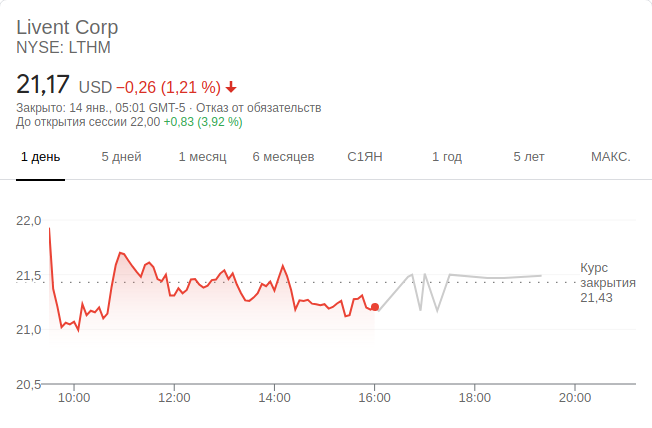 Livent Corp
NYSE: LTHM
21,17 USD −0,26 (1,21 %)
Закрыто: 14 янв., 05:01 GMT-5 · Отказ от обязательств
До открытия сессии 22,00 +0,83 (3,92 %)
1 день 5 дней 1 месяц 6 месяцев С1ЯН 1 год 5 лет МАКС.
22,0
21,5
21,0
20,5
Курс
закрытия
21,43
10:00 12:00 14:00 16:00 18:00 20:00